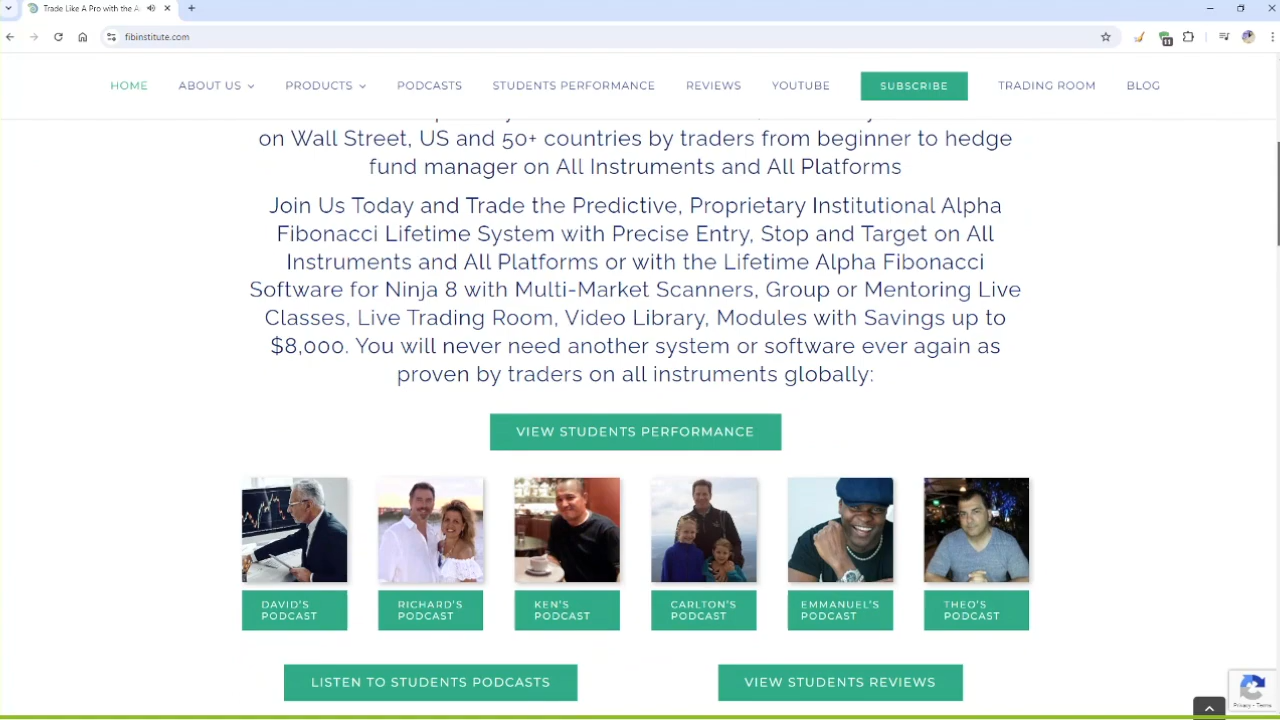 Trade Like A Pro with the A
fibinstitute.com
11
HOME ABOUT US PRODUCTS PODCASTS STUDENTS PERFORMANCE REVIEWS YOUTUBE SUBSCRIBE TRADING ROOM BLOG
on Wall Street, US and 50+ countries by traders from beginner to hedge
fund manager on All Instruments and All Platforms
Join Us Today and Trade the Predictive, Proprietary Institutional Alpha
Fibonacci Lifetime System with Precise Entry, Stop and Target on All
Instruments and All Platforms or with the Lifetime Alpha Fibonacci
Software for Ninja 8 with Multi-Market Scanners, Group or Mentoring Live
Classes, Live Trading Room, Video Library, Modules with Savings up to
$8,000. You will never need another system or software ever again as
proven by traders on all instruments globally:
VIEW STUDENTS PERFORMANCE
DAVID'S
PODCAST
RICHARD'S
PODCAST
KEN'S
PODCAST
CARLTON'S
PODCAST
EMMANUEL'S
PODCAST
THEO'S
PODCAST
LISTEN TO STUDENTS PODCASTS
VIEW STUDENTS REVIEWS
Privacy - Terms